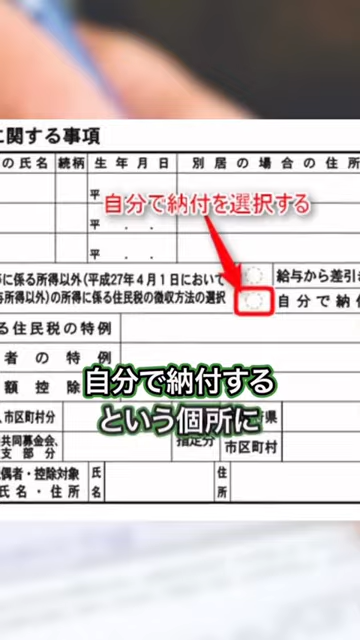 に関する事項
の氏名 続柄 生年月日 別居の場合の住所
平 . .
自分で納付を選択する
平 . .
に係る所得以外(平成27年4月1日において
給与から差引き
与所得以外)の所得に係る住民税の徴収方法の選択
自分で納付
る住民税の特例
者の特例
額控除
自分で納付する
という個所に
市区町村分
県
共同募金会、
支部分
指定分
市区町村
偶者・控除対象
氏名・住所
氏名
住所